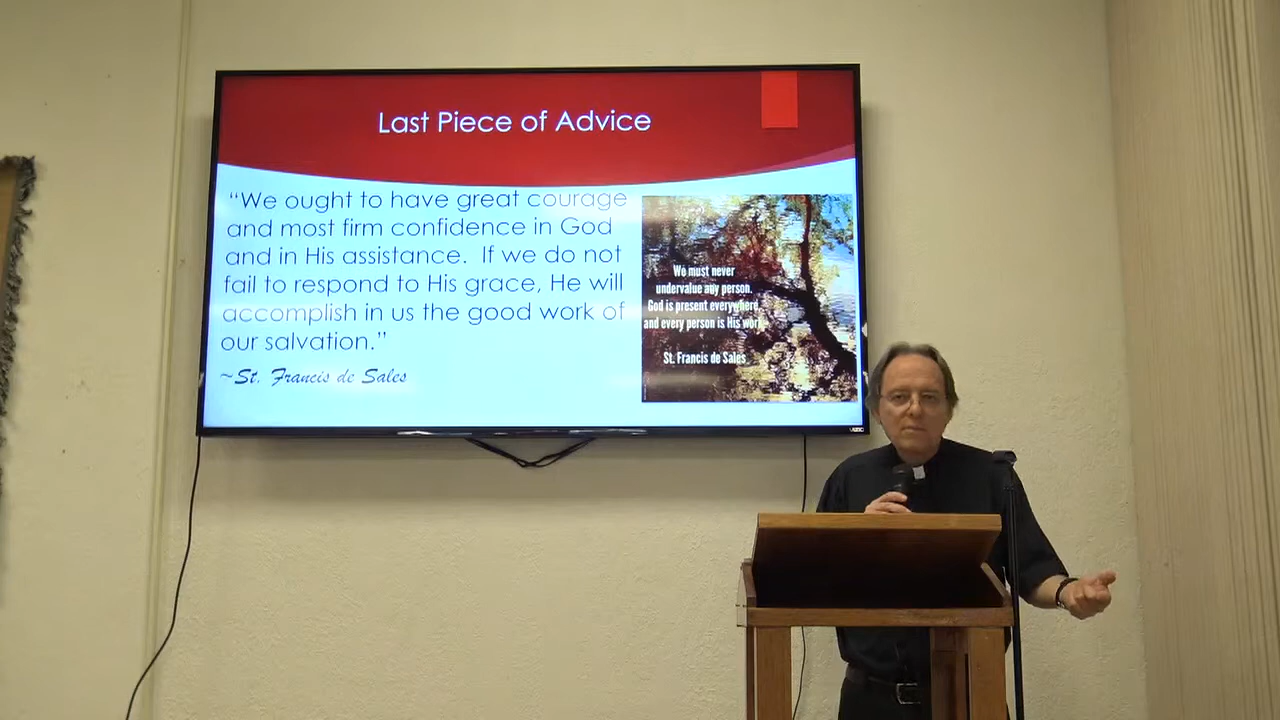 Last Piece of Advice
“We ought to have great courage
and most firm confidence in God
and in His assistance.  If we do not
fail to respond to His grace, He will
accomplish in us the good work of
our salvation.”
~St. Francis de Sales
We must never
undervalue any person.
God is present everywhere,
and every person is His work.
St. Francis de Sales
VIZIO